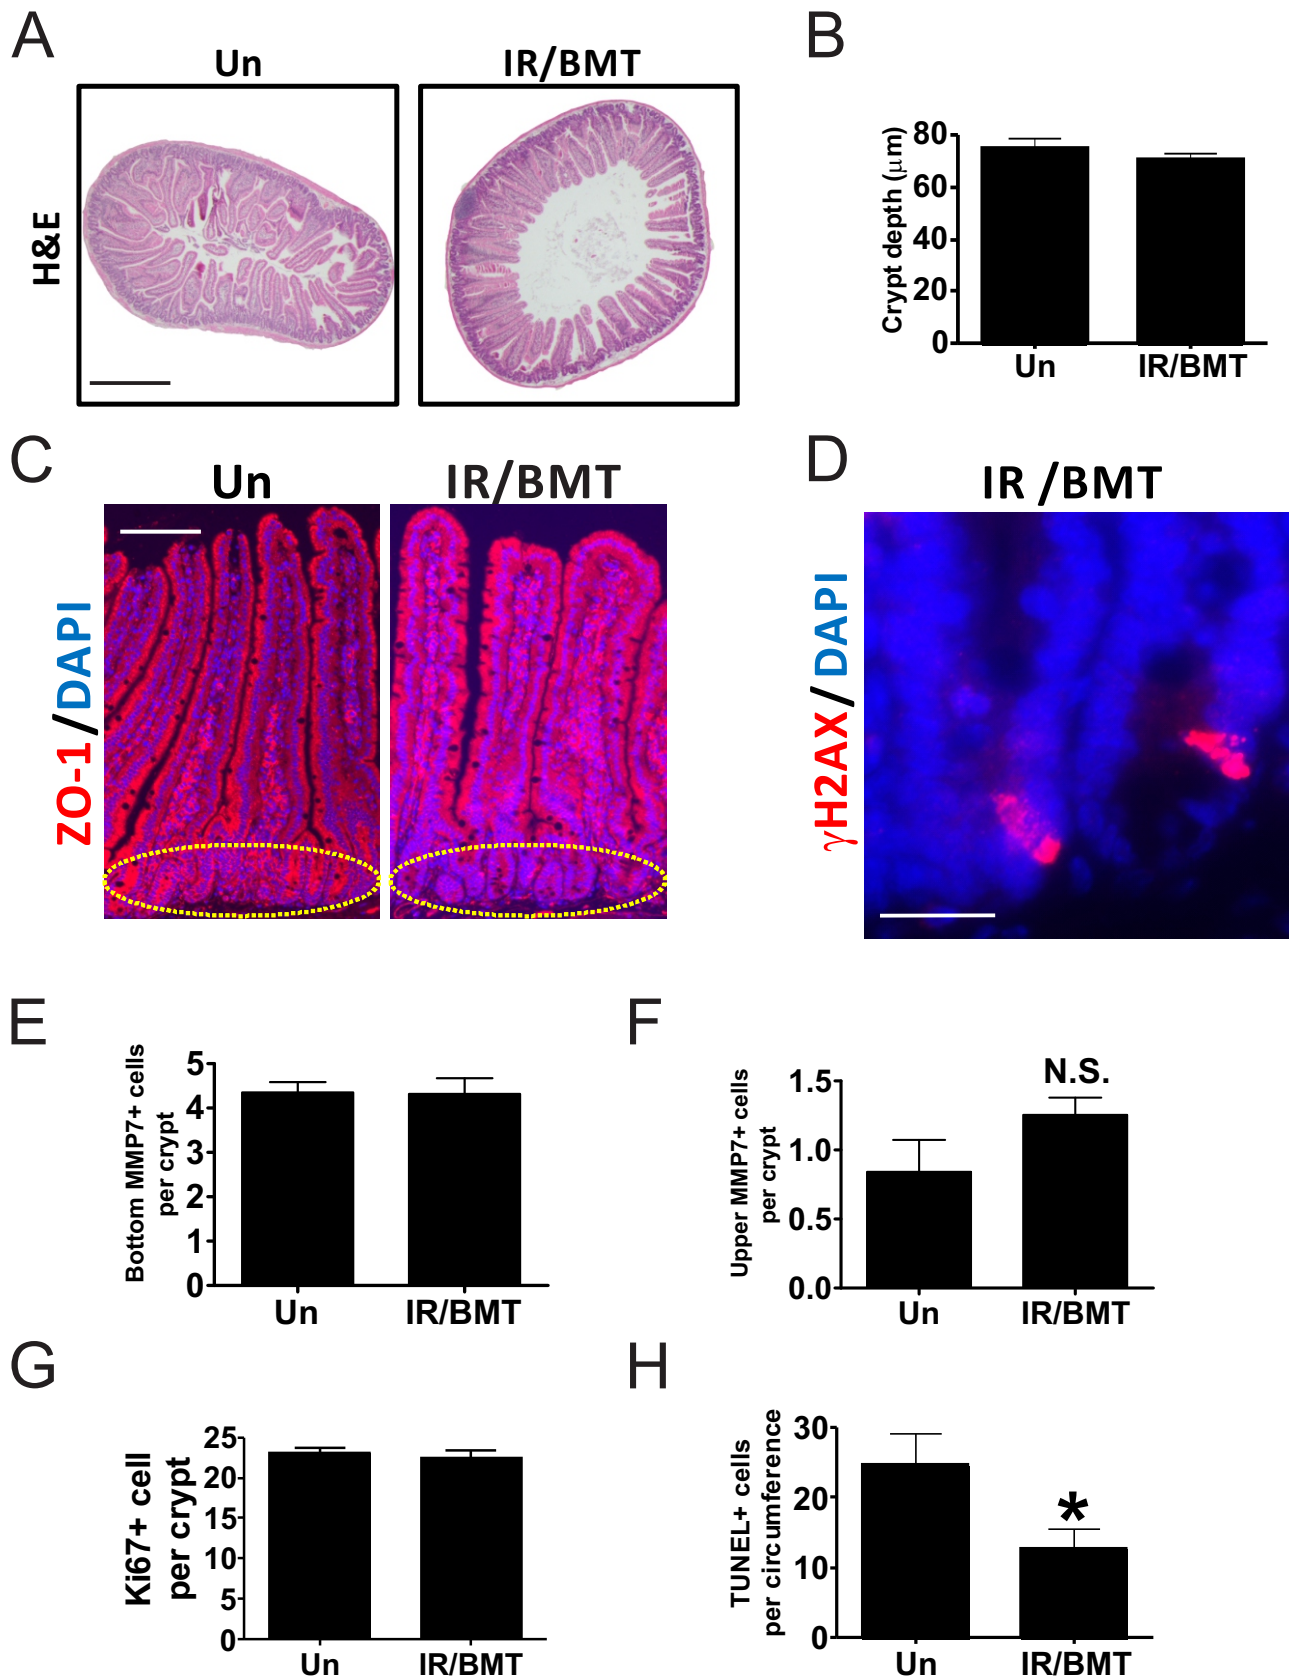 A
Un
IR/BMT
H&E
B
Crypt depth (μm)
80
60
40
20
0
Un
IR/BMT
C
Un
IR/BMT
ZO-1/DAPI
D
IR /BMT
γH2AX/ DAPI
E
Bottom MMP7+ cells
per crypt
5
4
3
2
1
0
Un
IR/BMT
F
Upper MMP7+ cells
per crypt
1.5
1.0
0.5
0.0
N.S.
Un
IR/BMT
G
Ki67+ cell
per crypt
25
20
15
10
5
0
Un
IR/BMT
H
TUNEL+ cells
per circumference
30
20
10
0
*
Un
IR/BMT